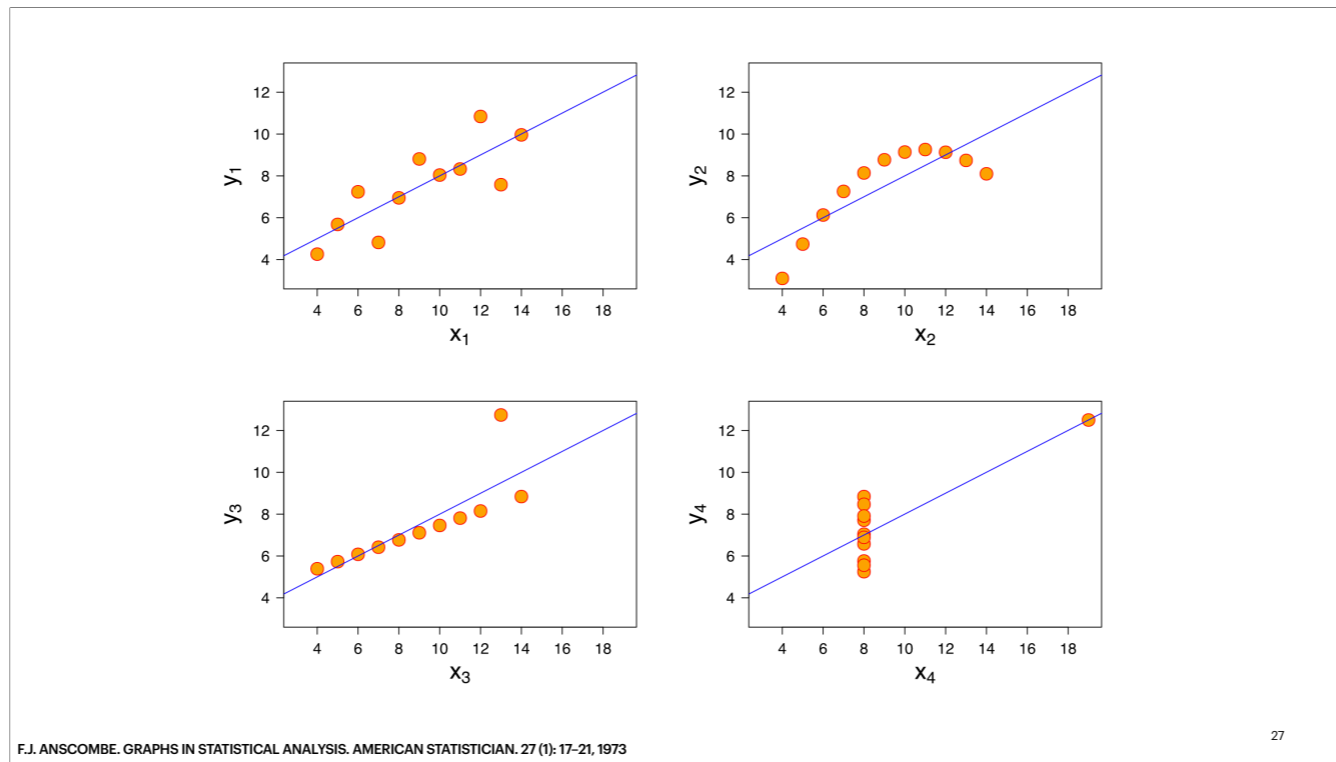 12
10
8
6
4
y1
4 6 8 10 12 14 16 18
x1
12
10
8
6
4
y2
4 6 8 10 12 14 16 18
x2
12
10
8
6
4
y3
4 6 8 10 12 14 16 18
x3
12
10
8
6
4
y4
4 6 8 10 12 14 16 18
x4
F.J. ANSCOMBE. GRAPHS IN STATISTICAL ANALYSIS. AMERICAN STATISTICIAN. 27 (1): 17–21, 1973
27